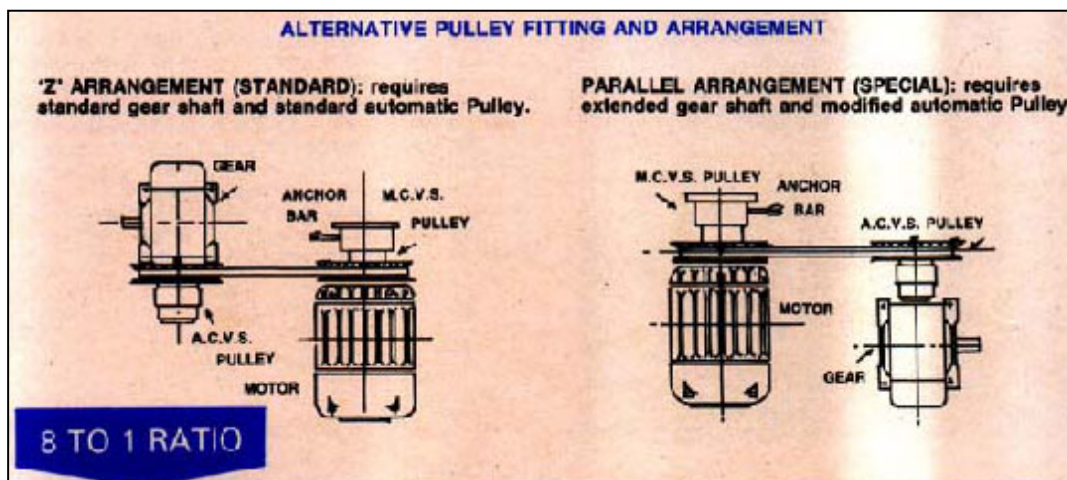 ALTERNATIVE PULLEY FITTING AND ARRANGEMENT
'Z' ARRANGEMENT (STANDARD): requires
standard gear shaft and standard automatic Pulley.
GEAR
ANCHOR
BAR
M.C.V.S.
PULLEY
A.C.V.S.
PULLEY
MOTOR
8 TO 1 RATIO
PARALLEL ARRANGEMENT (SPECIAL): requires
extended gear shaft and modified automatic Pulley
M.C.V.S. PULLEY
ANCHOR
BAR
A.C.V.S. PULLEY
MOTOR
GEAR